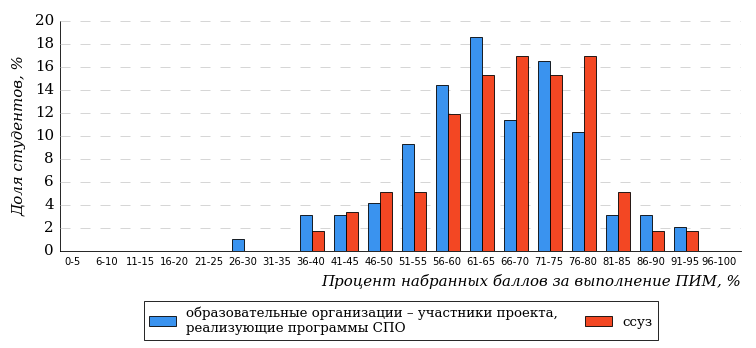 20
18
16
14
12
10
8
6
4
2
0
Доля студентов, %
0-5 6-10 11-15 16-20 21-25 26-30 31-35 36-40 41-45 46-50 51-55 56-60 61-65 66-70 71-75 76-80 81-85 86-90 91-95 96-100
Процент набранных баллов за выполнение ПИМ, %
образовательные организации – участники проекта,
реализующие программы СПО
ссуз